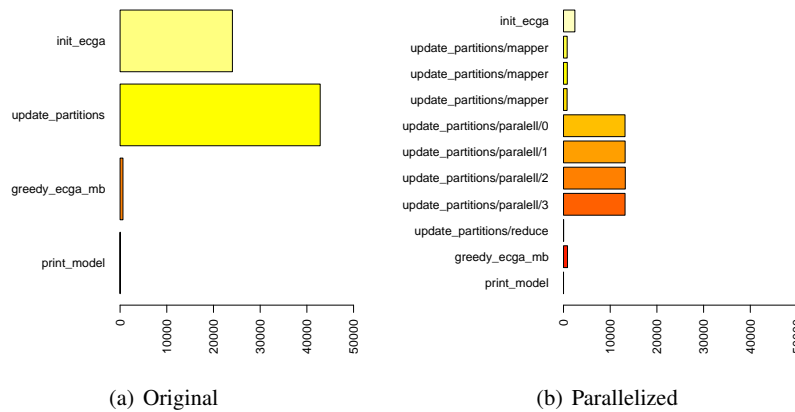 init_ecga
update_partitions
greedy_ecga_mb
print_model
0
10000
20000
30000
40000
50000
(a) Original
init_ecga
update_partitions/mapper
update_partitions/mapper
update_partitions/mapper
update_partitions/paralell/0
update_partitions/paralell/1
update_partitions/paralell/2
update_partitions/paralell/3
update_partitions/reduce
greedy_ecga_mb
print_model
0
10000
20000
30000
40000
50000
(b) Parallelized